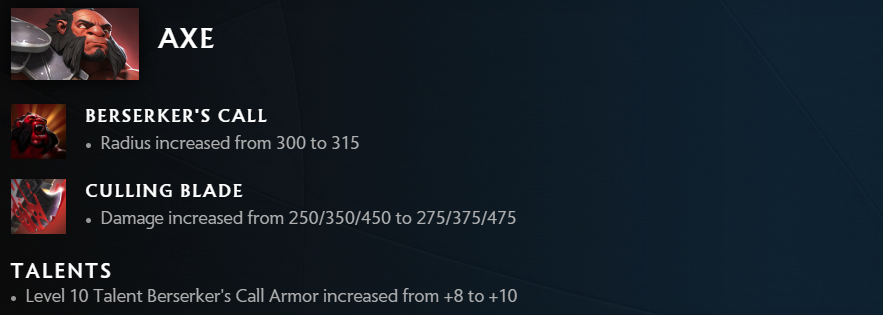 AXE
BERSERKER'S CALL
• Radius increased from 300 to 315
CULLING BLADE
• Damage increased from 250/350/450 to 275/375/475
TALENTS
• Level 10 Talent Berserker's Call Armor increased from +8 to +10